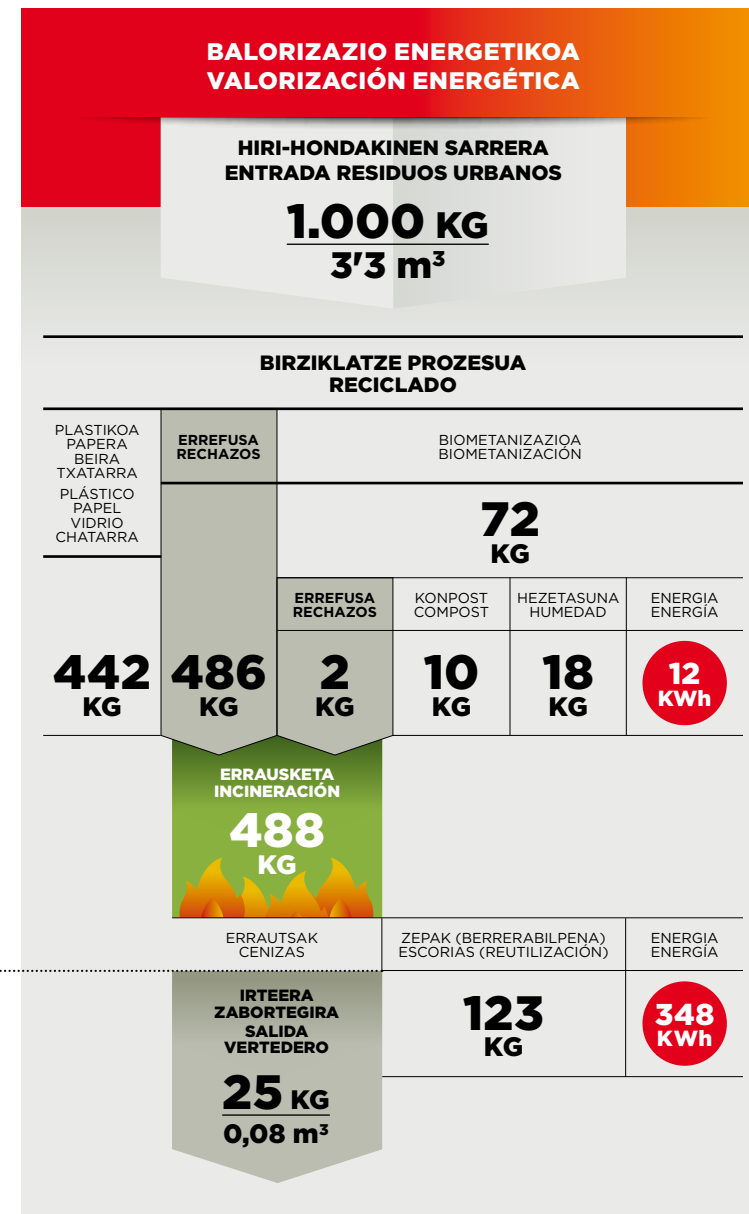 BALORIZAZIO ENERGETIKOA
VALORIZACIÓN ENERGÉTICA
HIRI-HONDAKINEN SARRERA
ENTRADA RESIDUOS URBANOS
1.000 KG
3'3 m³
BIRZIKLATZE PROZESUA
RECICLADO
PLASTIKOA
PAPERA
BEIRA
TXATARRA
PLÁSTICO
PAPEL
VIDRIO
CHATARRA
ERREFUSA
RECHAZOS
BIOMETANIZAZIOA
BIOMETANIZACIÓN
72
KG
ERREFUSA
RECHAZOS
KONPOST
COMPOST
HEZETASUNA
HUMEDAD
ENERGIA
ENERGÍA
442
KG
486
KG
2
KG
10
KG
18
KG
12
KWh
ERRAUSKETA
INCINERACIÓN
488
KG
ERRAUTSAK
CENIZAS
ZEPAK (BERRERABILPENA)
ESCORIAS (REUTILIZACIÓN)
ENERGIA
ENERGÍA
IRTEERA
ZABORTEGIRA
SALIDA
VERTEDERO
25 KG
0,08 m³
123
KG
348
KWh